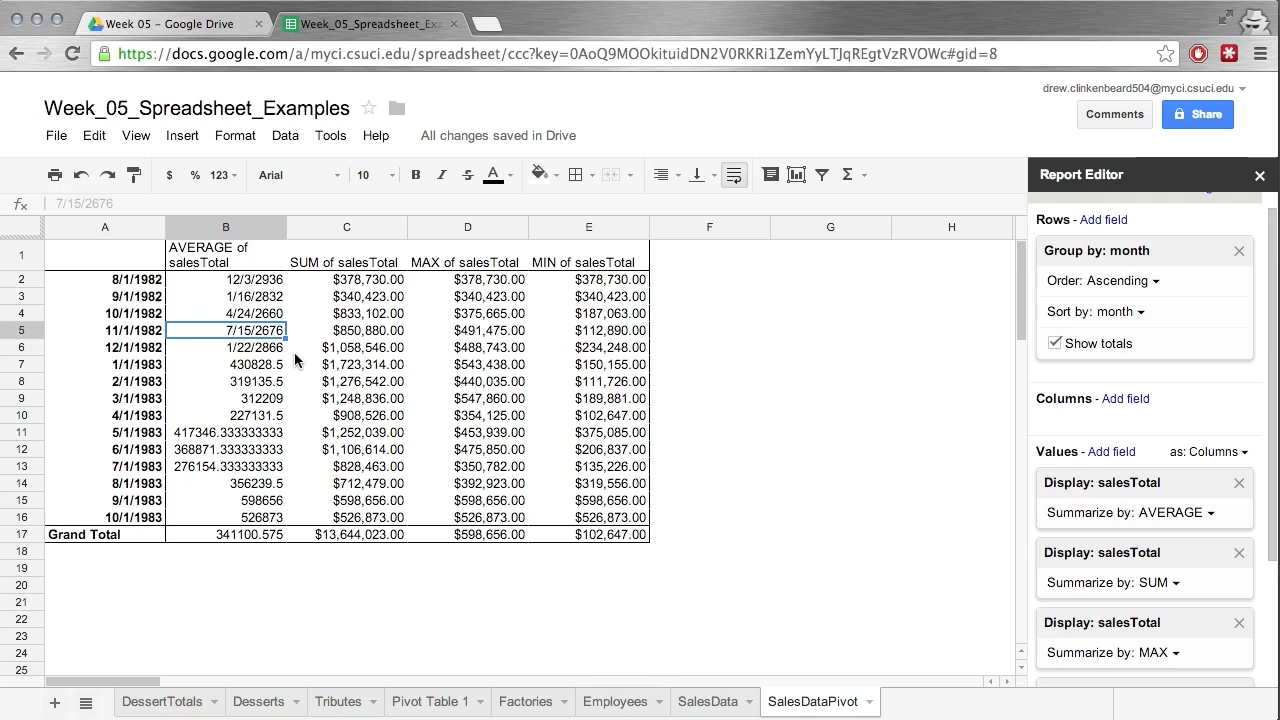 Week 05 – Google Drive
Week_05_Spreadsheet_Exa
https://docs.google.com/a/myci.csuci.edu/spreadsheet/ccc?key=0AoQ9MOOkituidDN2V0RKRi1ZemYyLTJqREgtVzRVOWc#gid=8
drew.clinkenbeard504@myci.csuci.edu
Week_05_Spreadsheet_Examples
Comments
Share
File Edit View Insert Format Data Tools Help All changes saved in Drive
$ % 123 Arial 10 B I S A Σ
fx 7/15/2676
A B C D E F G H
1 AVERAGE of salesTotal SUM of salesTotal MAX of salesTotal MIN of salesTotal
2 8/1/1982 12/3/2936 $378,730.00 $378,730.00 $378,730.00
3 9/1/1982 1/16/2832 $340,423.00 $340,423.00 $340,423.00
4 10/1/1982 4/24/2660 $833,102.00 $375,665.00 $187,063.00
5 11/1/1982 7/15/2676 $850,880.00 $491,475.00 $112,890.00
6 12/1/1982 1/22/2866 $1,058,546.00 $488,743.00 $234,248.00
7 1/1/1983 430828.5 $1,723,314.00 $543,438.00 $150,155.00
8 2/1/1983 319135.5 $1,276,542.00 $440,035.00 $111,726.00
9 3/1/1983 312209 $1,248,836.00 $547,860.00 $189,881.00
10 4/1/1983 227131.5 $908,526.00 $354,125.00 $102,647.00
11 5/1/1983 417346.333333333 $1,252,039.00 $453,939.00 $375,085.00
12 6/1/1983 368871.333333333 $1,106,614.00 $475,850.00 $206,837.00
13 7/1/1983 276154.333333333 $828,463.00 $350,782.00 $135,226.00
14 8/1/1983 356239.5 $712,479.00 $392,923.00 $319,556.00
15 9/1/1983 598656 $598,656.00 $598,656.00 $598,656.00
16 10/1/1983 526873 $526,873.00 $526,873.00 $526,873.00
17 Grand Total 341100.575 $13,644,023.00 $598,656.00 $102,647.00
18
19
20
21
22
23
24
25
Report Editor
Rows - Add field
Group by: month
Order: Ascending
Sort by: month
Show totals
Columns - Add field
Values - Add field as: Columns
Display: salesTotal
Summarize by: AVERAGE
Display: salesTotal
Summarize by: SUM
Display: salesTotal
Summarize by: MAX
DessertTotals Desserts Tributes Pivot Table 1 Factories Employees SalesData SalesDataPivot